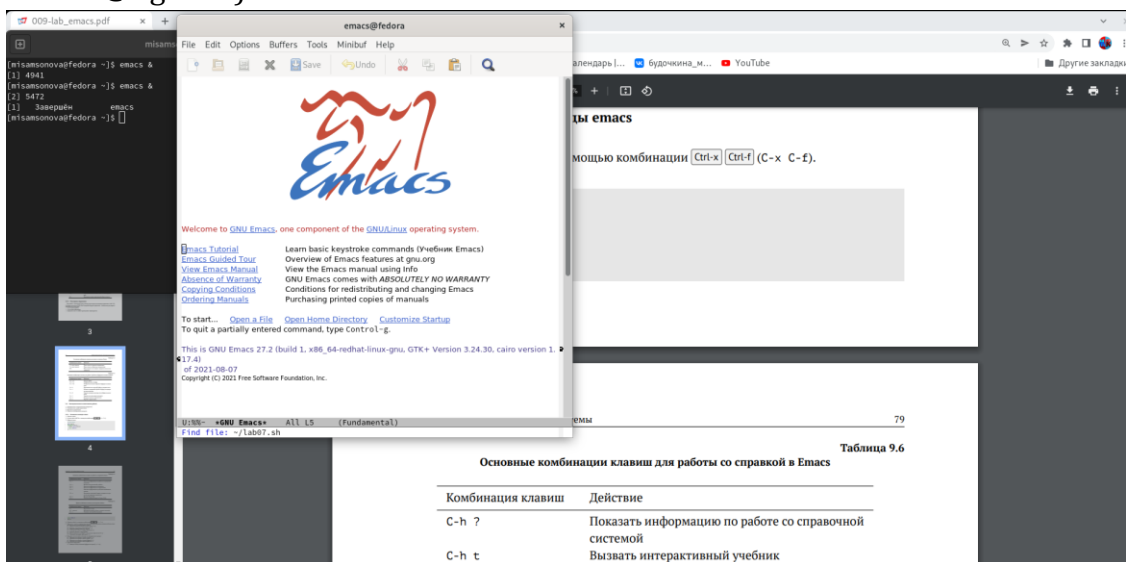 009-lab_emacs.pdf
emacs@fedora
misams
[misamsonova@fedora ~]$ emacs &
[1] 4941
[misamsonova@fedora ~]$ emacs &
[2] 5472
[1] Завершён emacs
[misamsonova@fedora ~]$
File Edit Options Buffers Tools Minibuf Help
Save Undo
Emacs
Welcome to GNU Emacs, one component of the GNU/Linux operating system.
Emacs Tutorial Learn basic keystroke commands (Учебник Emacs)
Emacs Guided Tour Overview of Emacs features at gnu.org
View Emacs Manual View the Emacs manual using Info
Absence of Warranty GNU Emacs comes with ABSOLUTELY NO WARRANTY
Copying Conditions Conditions for redistributing and changing Emacs
Ordering Manuals Purchasing printed copies of manuals
To start... Open a File Open Home Directory Customize Startup
To quit a partially entered command, type Control-g.
This is GNU Emacs 27.2 (build 1, x86_64-redhat-linux-gnu, GTK+ Version 3.24.30, cairo version 1.
17.4)
of 2021-08-07
Copyright (C) 2021 Free Software Foundation, Inc.
U:%%- *GNU Emacs* All L5 (Fundamental)
Find file: ~/lab07.sh
3
4
алендарь |... будочкина_м... YouTube
Другие закладки
цы emacs
мощью комбинации Ctrl-x Ctrl-f (C-x C-f).
емы 79
Таблица 9.6
Основные комбинации клавиш для работы со справкой в Emacs
Комбинация клавиш Действие
C-h ? Показать информацию по работе со справочной
системой
C-h t Вызвать интерактивный учебник